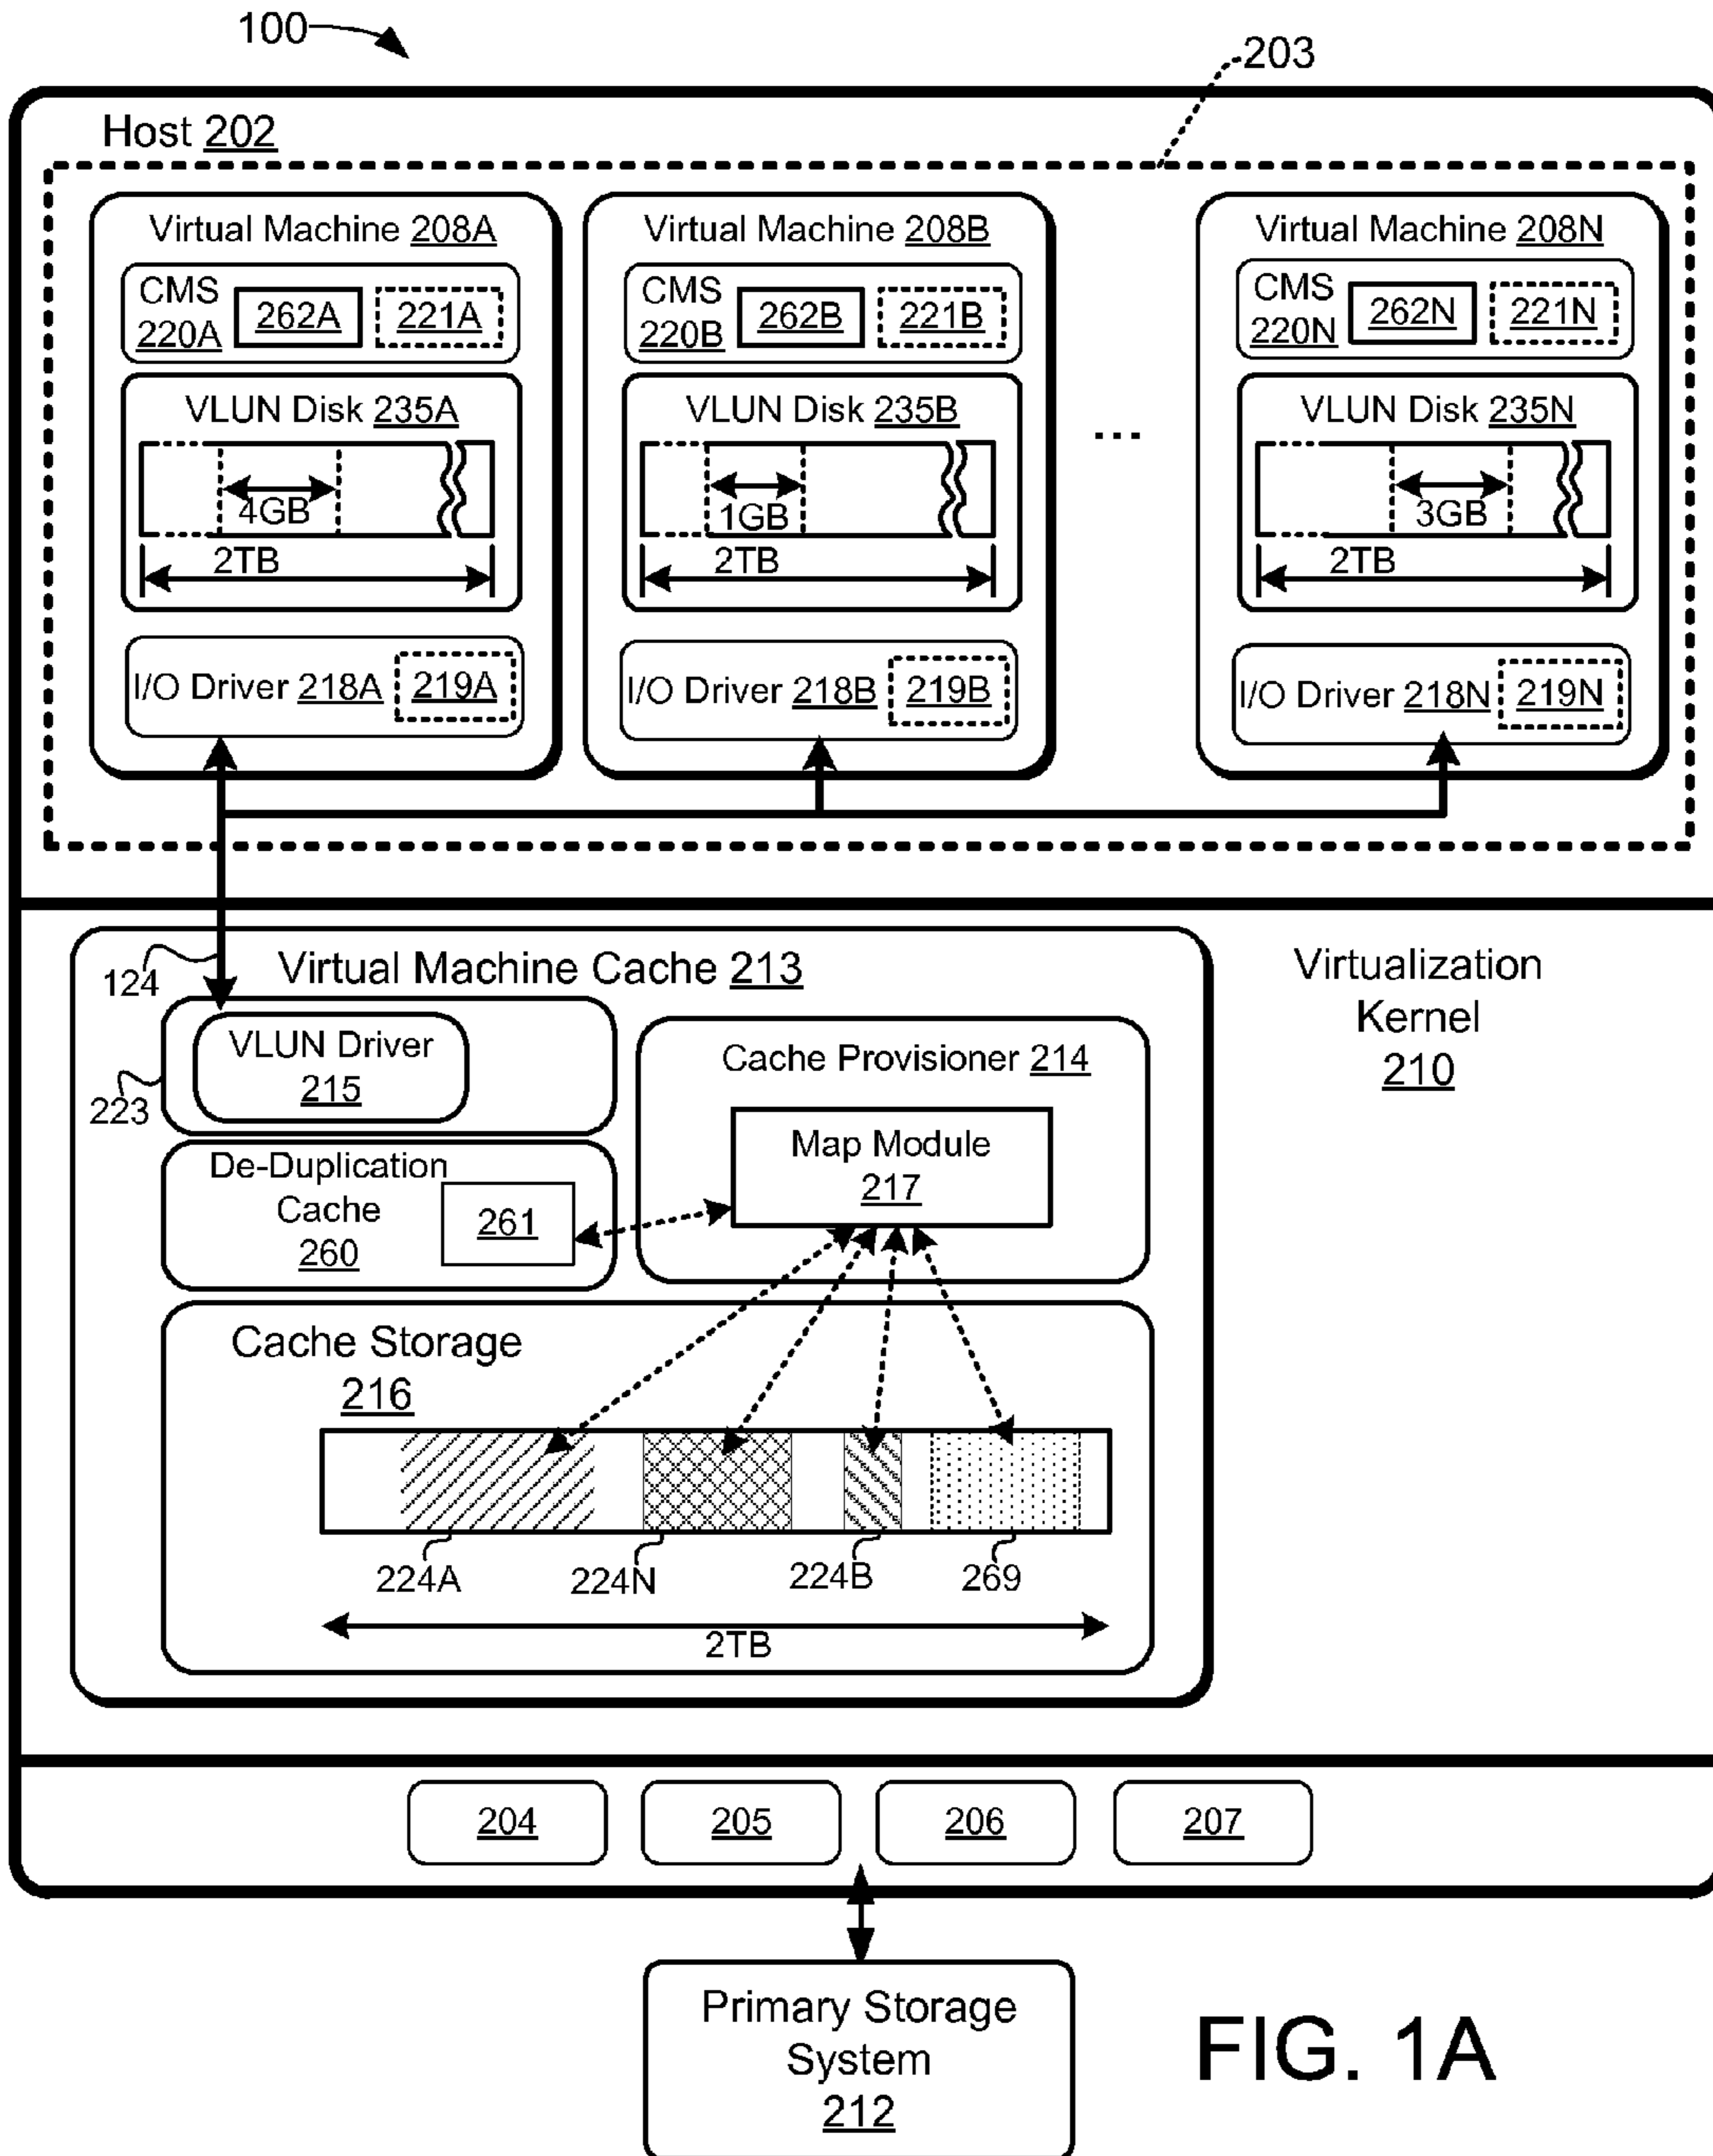 100
203
Host 202
Virtual Machine 208A
CMS
220A
262A
221A
VLUN Disk 235A
4GB
2TB
I/O Driver 218A
219A
Virtual Machine 208B
CMS
220B
262B
221B
VLUN Disk 235B
1GB
2TB
I/O Driver 218B
219B
...
Virtual Machine 208N
CMS
220N
262N
221N
VLUN Disk 235N
3GB
2TB
I/O Driver 218N
219N
124
Virtual Machine Cache 213
Virtualization
Kernel
210
VLUN Driver
215
223
Cache Provisioner 214
Map Module
217
De-Duplication
Cache
260
261
Cache Storage
216
224A
224N
224B
269
2TB
204
205
206
207
Primary Storage
System
212
FIG. 1A